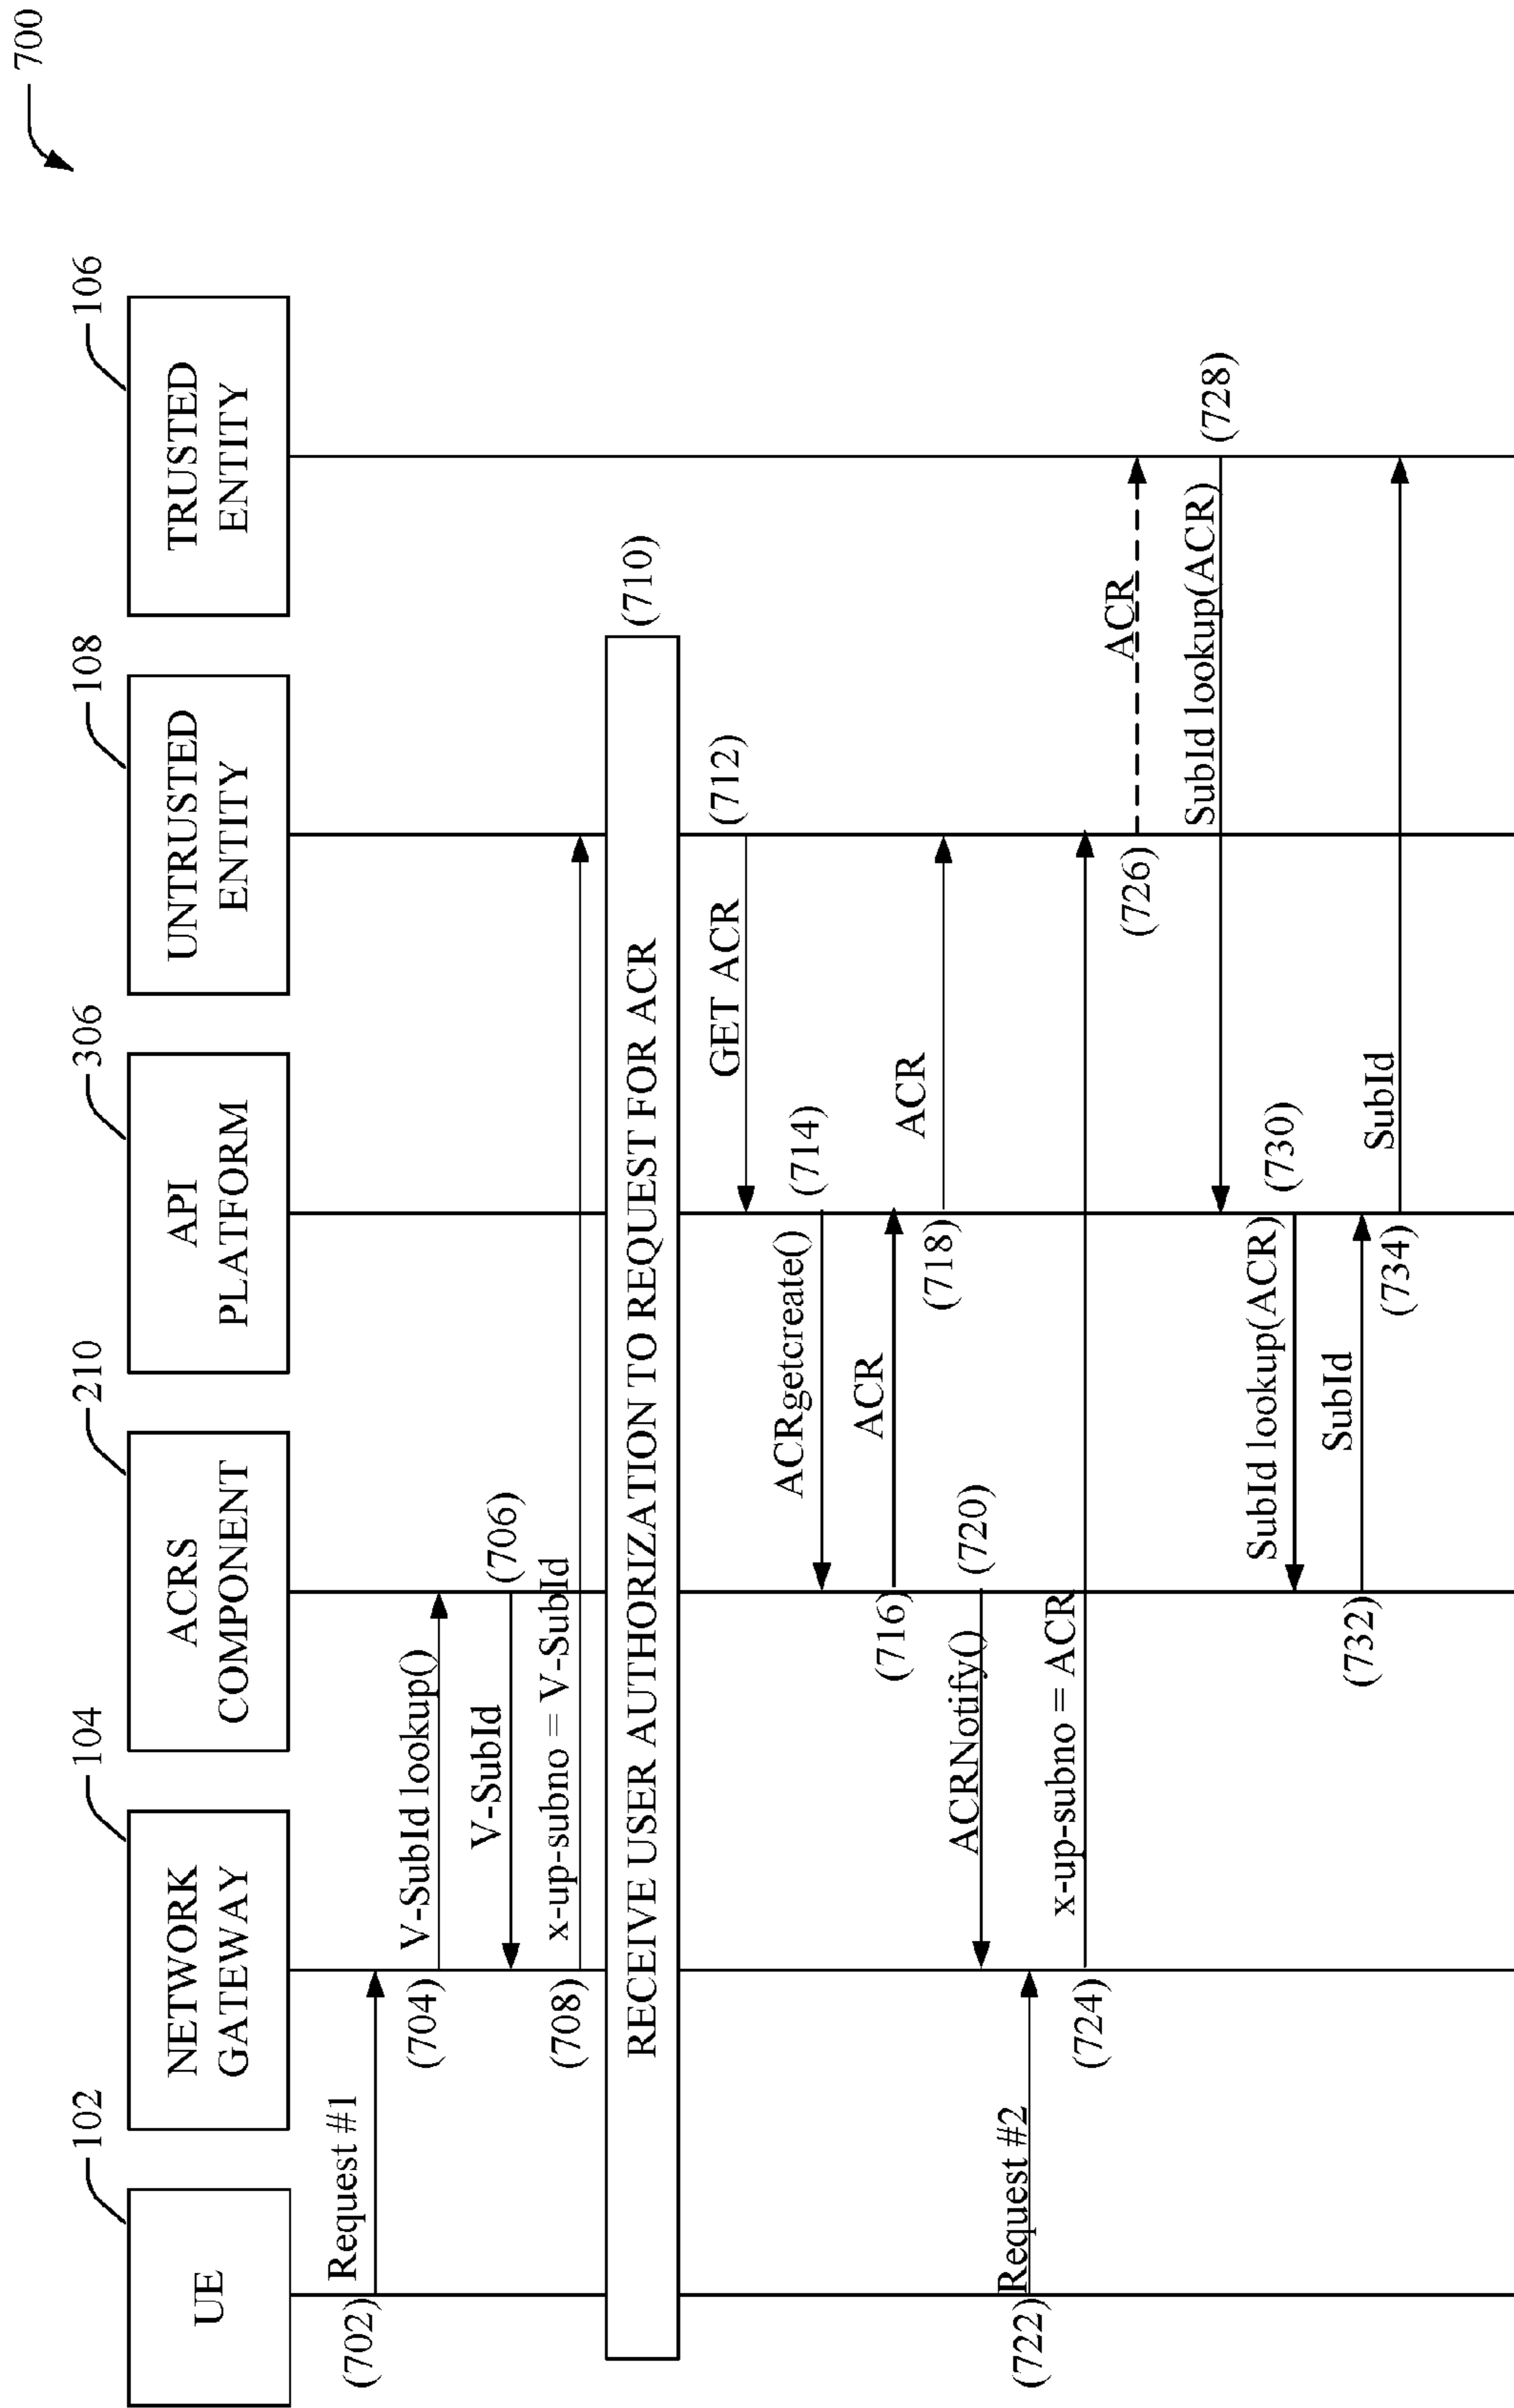 700
102
104
210
306
108
106
UE
NETWORK
GATEWAY
ACRS
COMPONENT
API
PLATFORM
UNTRUSTED
ENTITY
TRUSTED
ENTITY
(702)
Request #1
(704)
V-SubId lookup()
V-SubId
(706)
(708)
x-up-subno = V-SubId
RECEIVE USER AUTHORIZATION TO REQUEST FOR ACR
(710)
GET ACR
(712)
ACRgetcreate()
(714)
(716)
ACR
(718)
ACR
ACRNotify()
(720)
(722)
Request #2
(724)
x-up-subno = ACR
(726)
ACR
SubId lookup(ACR)
(728)
SubId lookup(ACR)
(730)
(732)
SubId
(734)
SubId